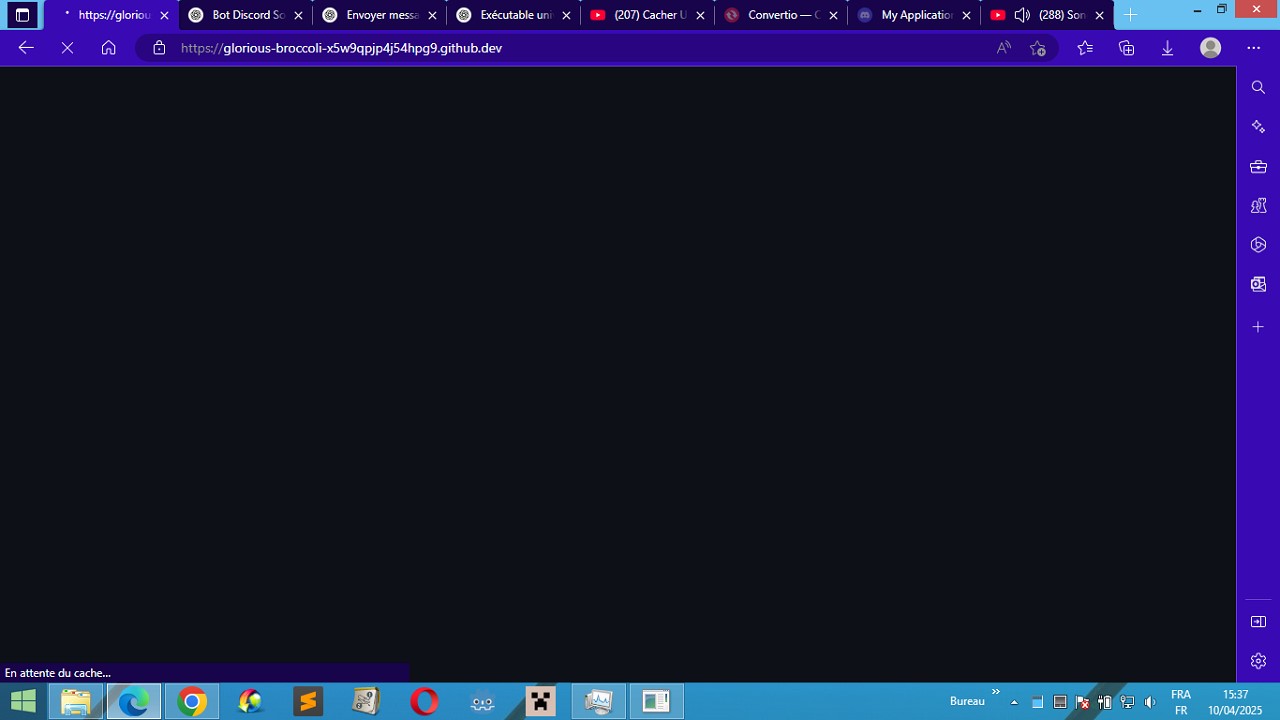 https://gloriou
Bot Discord So
Envoyer messa
Exécutable uni
(207) Cacher U
Convertio — C
My Application
(288) Son
https://glorious-broccoli-x5w9qpjp4j54hpg9.github.dev
En attente du cache...
Bureau
FRA
FR
15:37
10/04/2025